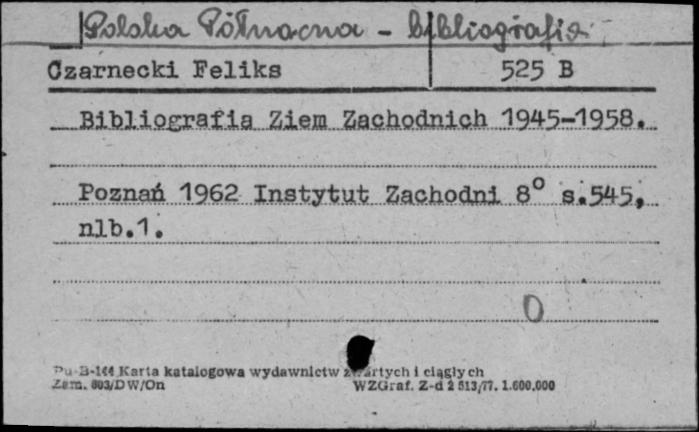 Polska Północna - bibliografia
Czarnecki Feliks 525 B
Bibliografia Ziem Zachodnich 1945-1958.
Poznań 1962 Instytut Zachodni 8° s.545,
nlb.1.
0
Pu-B-144 Karta katalogowa wydawnictw zwartych i ciągłych
Zam. 803/DW/On WZGraf. Z-d 2 513/77. 1.600.000